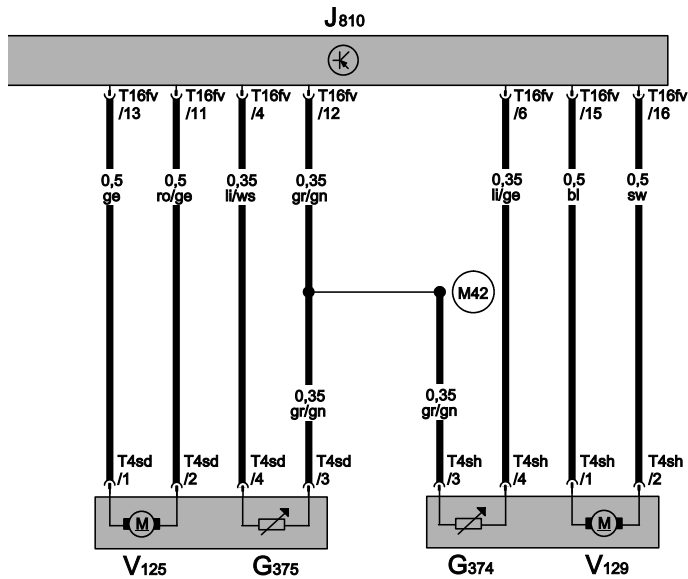 J810
T16fv T16fv T16fv T16fv T16fv T16fv T16fv
/13 /11 /4 /12 /6 /15 /16
0,5 0,5 0,35 0,35 0,35 0,5 0,5
ge ro/ge li/ws gr/gn li/ge bl sw
M42
0,35 0,35
gr/gn gr/gn
T4sd T4sd T4sd T4sd T4sh T4sh T4sh T4sh
/1 /2 /4 /3 /3 /4 /1 /2
M M
V125 G375 G374 V129